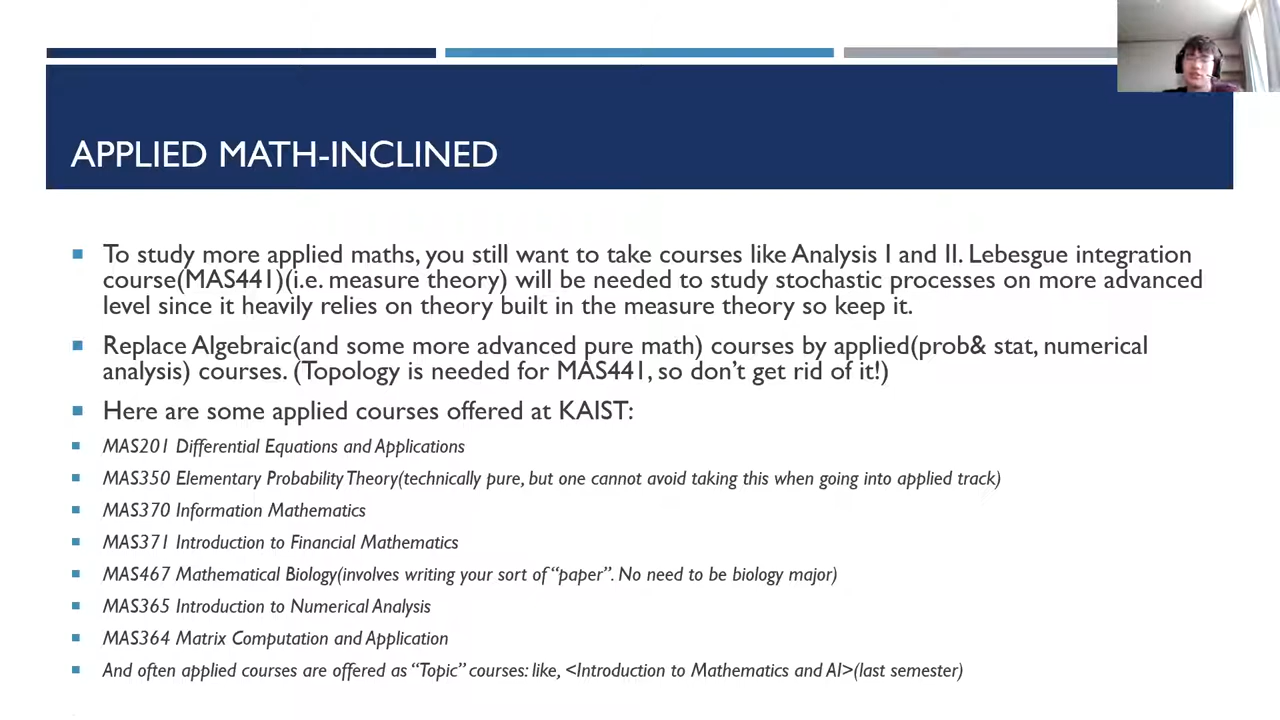 APPLIED MATH-INCLINED
To study more applied maths, you still want to take courses like Analysis I and II. Lebesgue integration
course(MAS441)(i.e. measure theory) will be needed to study stochastic processes on more advanced
level since it heavily relies on theory built in the measure theory so keep it.
Replace Algebraic(and some more advanced pure math) courses by applied(prob& stat, numerical
analysis) courses. (Topology is needed for MAS441, so don't get rid of it!)
Here are some applied courses offered at KAIST:
MAS201 Differential Equations and Applications
MAS350 Elementary Probability Theory(technically pure, but one cannot avoid taking this when going into applied track)
MAS370 Information Mathematics
MAS371 Introduction to Financial Mathematics
MAS467 Mathematical Biology(involves writing your sort of “paper”. No need to be biology major)
MAS365 Introduction to Numerical Analysis
MAS364 Matrix Computation and Application
And often applied courses are offered as “Topic” courses: like, <Introduction to Mathematics and AI>(last semester)